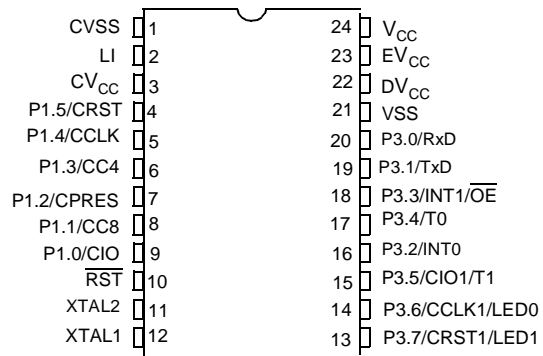 CVSS 1 24 VCC
LI 2 23 EVCC
CVCC 3 22 DVCC
P1.5/CRST 4 21 VSS
P1.4/CCLK 5 20 P3.0/RxD
P1.3/CC4 6 19 P3.1/TxD
P1.2/CPRES 7 18 P3.3/INT1/OE
P1.1/CC8 8 17 P3.4/T0
P1.0/CIO 9 16 P3.2/INT0
RST 10 15 P3.5/CIO1/T1
XTAL2 11 14 P3.6/CCLK1/LED0
XTAL1 12 13 P3.7/CRST1/LED1